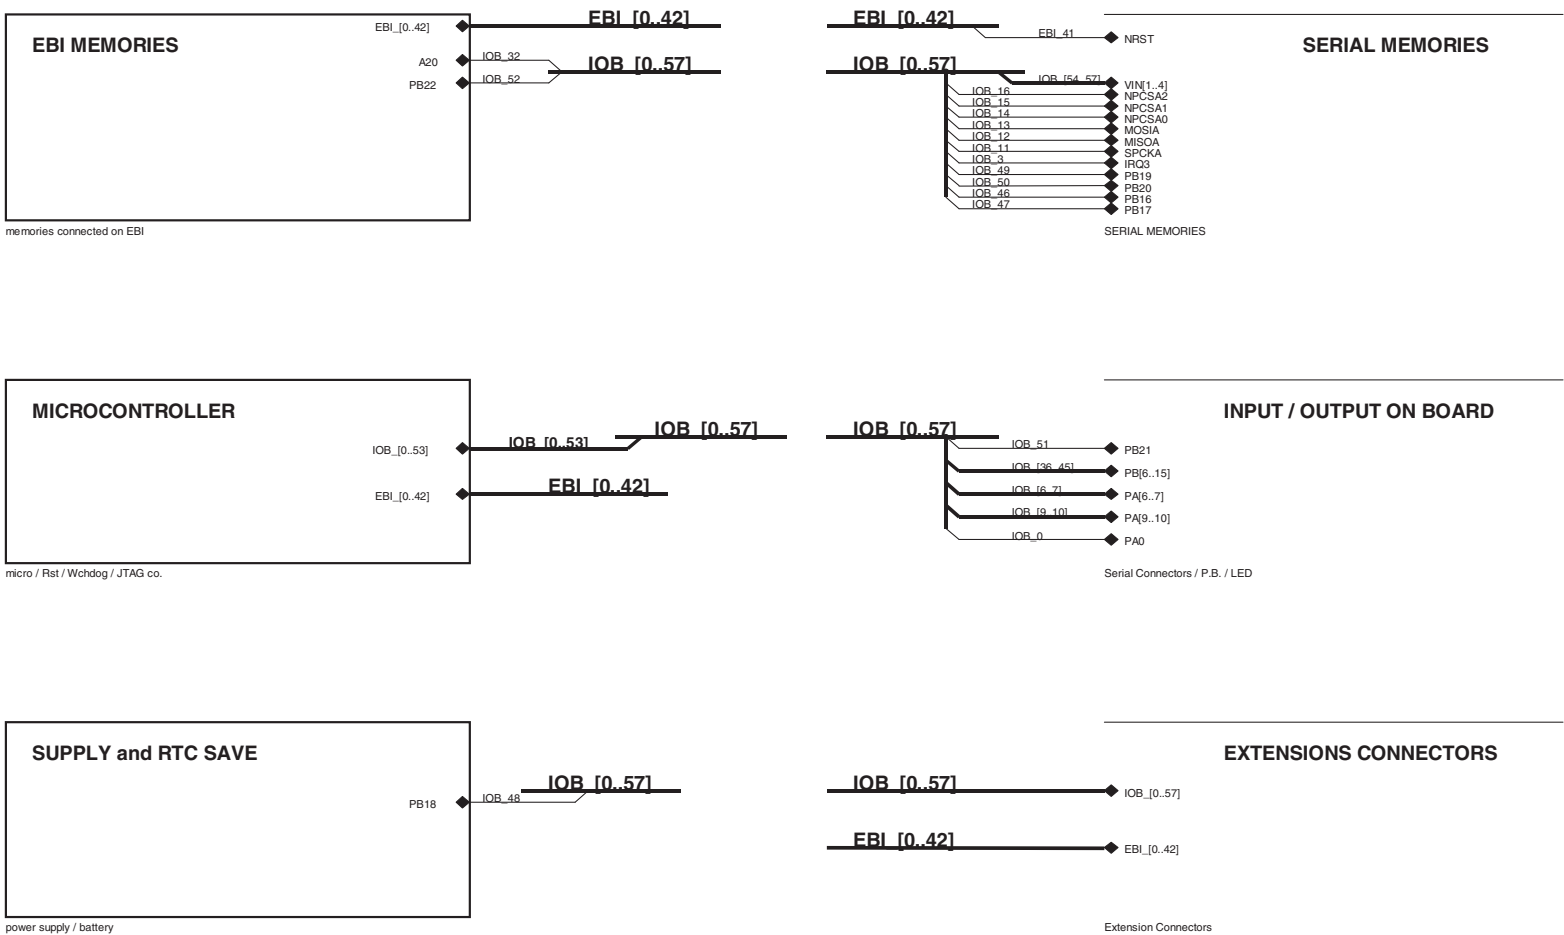 EBI MEMORIES
EBI_[0..42]
EBI_[0..42]
A20
IOB_32
PB22
IOB_52
IOB_[0..57]
memories connected on EBI
EBI_[0..42]
EBI_41
NRST
SERIAL MEMORIES
IOB_[0..57]
IOB_[54..57]
VIN[1..4]
IOB_16
NPCSA2
IOB_15
NPCSA1
IOB_14
NPCSA0
IOB_13
MOSIA
IOB_12
MISOA
IOB_11
SPCKA
IOB_3
IRQ3
IOB_49
PB19
IOB_50
PB20
IOB_46
PB16
IOB_47
PB17
SERIAL MEMORIES
MICROCONTROLLER
IOB_[0..53]
IOB_[0..53]
IOB_[0..57]
EBI_[0..42]
EBI_[0..42]
micro / Rst / Wchdog / JTAG co.
INPUT / OUTPUT ON BOARD
IOB_[0..57]
IOB_51
PB21
IOB_[36..45]
PB[6..15]
IOB_[6..7]
PA[6..7]
IOB_[9..10]
PA[9..10]
IOB_0
PA0
Serial Connectors / P.B. / LED
SUPPLY and RTC SAVE
PB18
IOB_48
IOB_[0..57]
power supply / battery
EXTENSIONS CONNECTORS
IOB_[0..57]
IOB_[0..57]
EBI_[0..42]
EBI_[0..42]
Extension Connectors